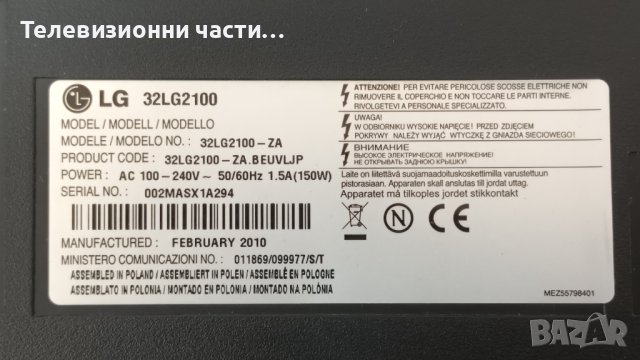 Телевизионни части...
LG 32LG2100
MODEL / MODELL / MODELLO
MODELE / MODELO NO. : 32LG2100-ZA
PRODUCT CODE : 32LG2100-ZA.BEUVLJP
POWER : AC 100-240V~ 50/60Hz 1.5A(150W)
SERIAL NO. : 002MASX1A294
MANUFACTURED : FEBRUARY 2010
MINISTERO COMUNICAZIONI NO. : 011869/099977/S/T
ASSEMBLED IN POLAND / ASSEMBLIERT IN POLEN / ASSEMBLÉ EN POLOGNE
ASSEMBLATO IN POLONIA / MONTADO EN POLONIA / MONTADO NA POLÔNIA
ATTENZIONE! PER EVITARE PERICOLOSE SCOSSE ELETTRICHE NON
RIMUOVERE IL COPERCHIO E NON TOCCARE LE PARTI INTERNE.
RIVOLGETEVI A PERSONALE SPECIALIZZATO.
UWAGA!
W ODBIORNIKU WYSOKIE NAPIĘCIE ! PRZED ZDJĘCIEM
POKRYWY NALEŻY WYJĄĆ WTYCZKĘ Z GNIAZDA SIECIOWEGO!
ВНИМАНИЕ
ВЫСОКОЕ ЭЛЕКТРИЧЕСКОЕ НАПРЯЖЕНИЕ
НЕ ОТКРЫВАТЬ ЗАДНЮЮ КРЫШКУ!
Laite on liitettävä suojamaadoituskoskettimilla varustettuun
pistorasiaan. Apparaten skall anslutas till jordat uttag.
Apparatet må tilkoples jordet stikkontakt
CE N
MEZ55798401
BAZAR